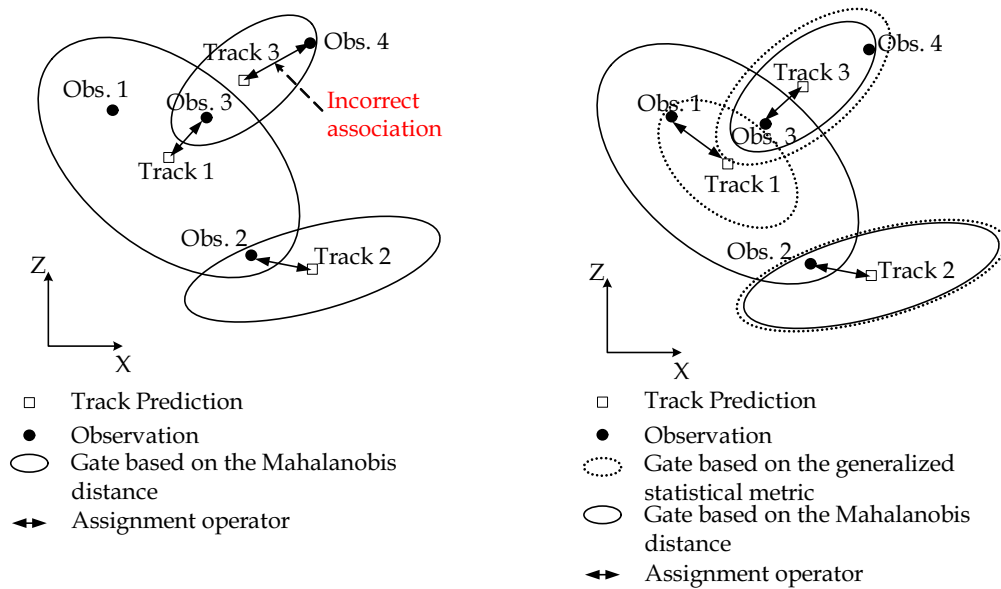 Track 3
Obs. 4
Obs. 1
Obs. 3
Incorrect
association
Track 1
Obs. 2
Track 2
Z
X
Track Prediction
Observation
Gate based on the Mahalanobis
distance
Assignment operator
Obs. 4
Track 3
Obs. 1
Obs. 3
Track 1
Obs. 2
Track 2
Z
X
Track Prediction
Observation
Gate based on the generalized
statistical metric
Gate based on the Mahalanobis
distance
Assignment operator